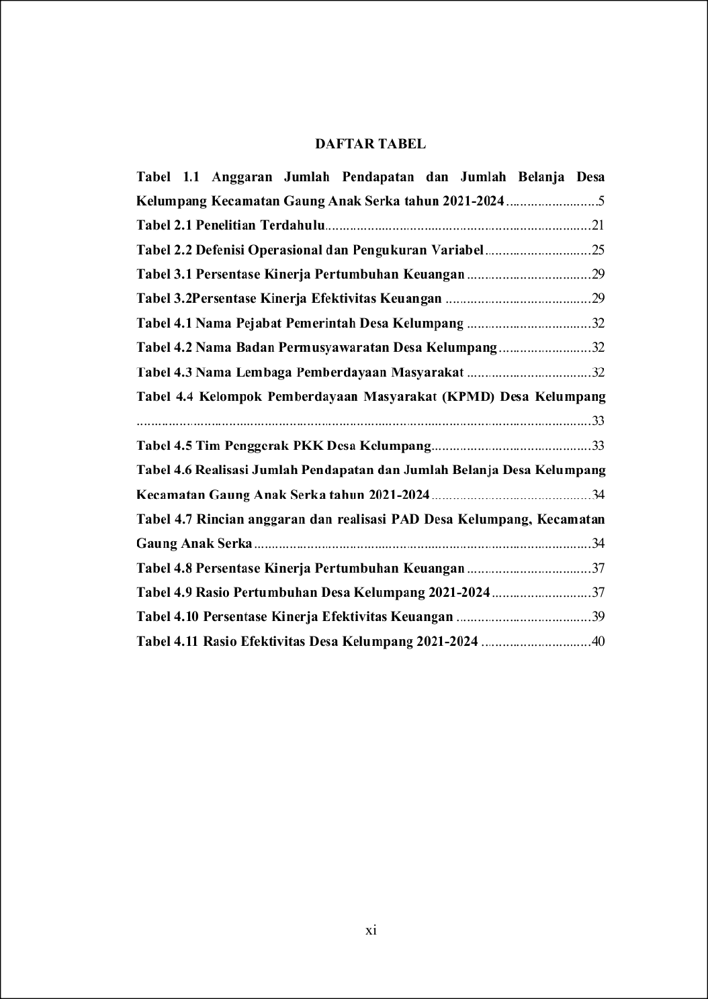 DAFTAR TABEL
Tabel 1.1 Anggaran Jumlah Pendapatan dan Jumlah Belanja Desa
Kelumpang Kecamatan Gaung Anak Serka tahun 2021-2024..........................5
Tabel 2.1 Penelitian Terdahulu...........................................................................21
Tabel 2.2 Defenisi Operasional dan Pengukuran Variabel..............................25
Tabel 3.1 Persentase Kinerja Pertumbuhan Keuangan...................................29
Tabel 3.2Persentase Kinerja Efektivitas Keuangan.........................................29
Tabel 4.1 Nama Pejabat Pemerintah Desa Kelumpang...................................32
Tabel 4.2 Nama Badan Permusyawaratan Desa Kelumpang..........................32
Tabel 4.3 Nama Lembaga Pemberdayaan Masyarakat...................................32
Tabel 4.4 Kelompok Pemberdayaan Masyarakat (KPMD) Desa Kelumpang
................................................................................................................................33
Tabel 4.5 Tim Penggerak PKK Desa Kelumpang.............................................33
Tabel 4.6 Realisasi Jumlah Pendapatan dan Jumlah Belanja Desa Kelumpang
Kecamatan Gaung Anak Serka tahun 2021-2024.............................................34
Tabel 4.7 Rincian anggaran dan realisasi PAD Desa Kelumpang, Kecamatan
Gaung Anak Serka...............................................................................................34
Tabel 4.8 Persentase Kinerja Pertumbuhan Keuangan...................................37
Tabel 4.9 Rasio Pertumbuhan Desa Kelumpang 2021-2024............................37
Tabel 4.10 Persentase Kinerja Efektivitas Keuangan......................................39
Tabel 4.11 Rasio Efektivitas Desa Kelumpang 2021-2024...............................40
xi